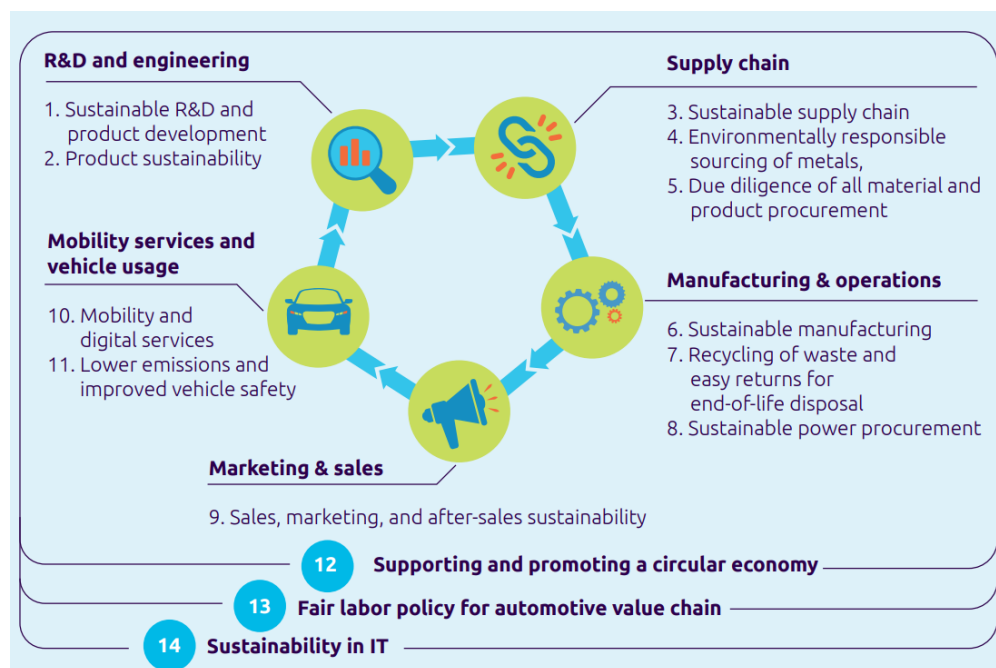 R&D and engineering
1. Sustainable R&D and
product development
2. Product sustainability
Supply chain
3. Sustainable supply chain
4. Environmentally responsible
sourcing of metals,
5. Due diligence of all material and
product procurement
Mobility services and
vehicle usage
10. Mobility and
digital services
11. Lower emissions and
improved vehicle safety
Manufacturing & operations
6. Sustainable manufacturing
7. Recycling of waste and
easy returns for
end-of-life disposal
8. Sustainable power procurement
Marketing & sales
9. Sales, marketing, and after-sales sustainability
12 Supporting and promoting a circular economy
13 Fair labor policy for automotive value chain
14 Sustainability in IT